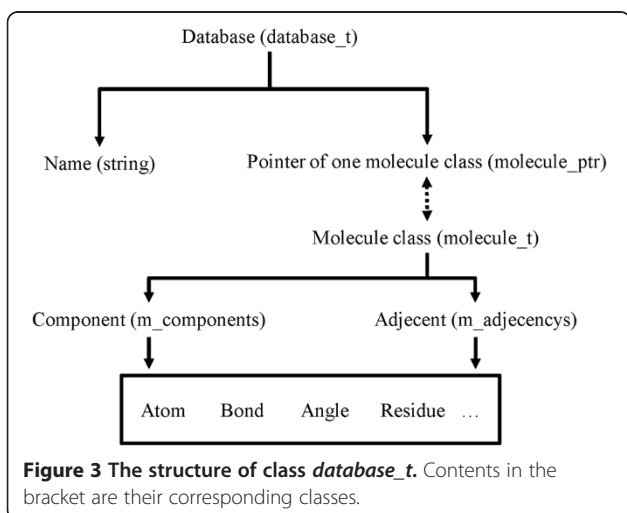 Database (database_t)
Name (string)
Pointer of one molecule class (molecule_ptr)
Molecule class (molecule_t)
Component (m_components)
Adjecent (m_adjecencys)
Atom Bond Angle Residue ...
Figure 3 The structure of class database_t. Contents in the
bracket are their corresponding classes.